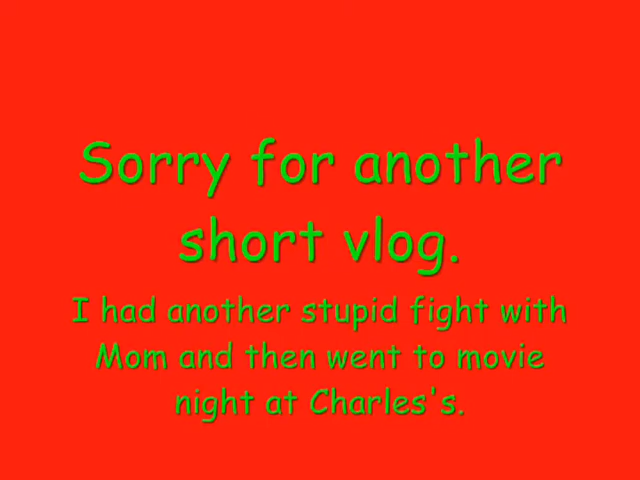 Sorry for another
short vlog.
I had another stupid fight with
Mom and then went to movie
night at Charles's.